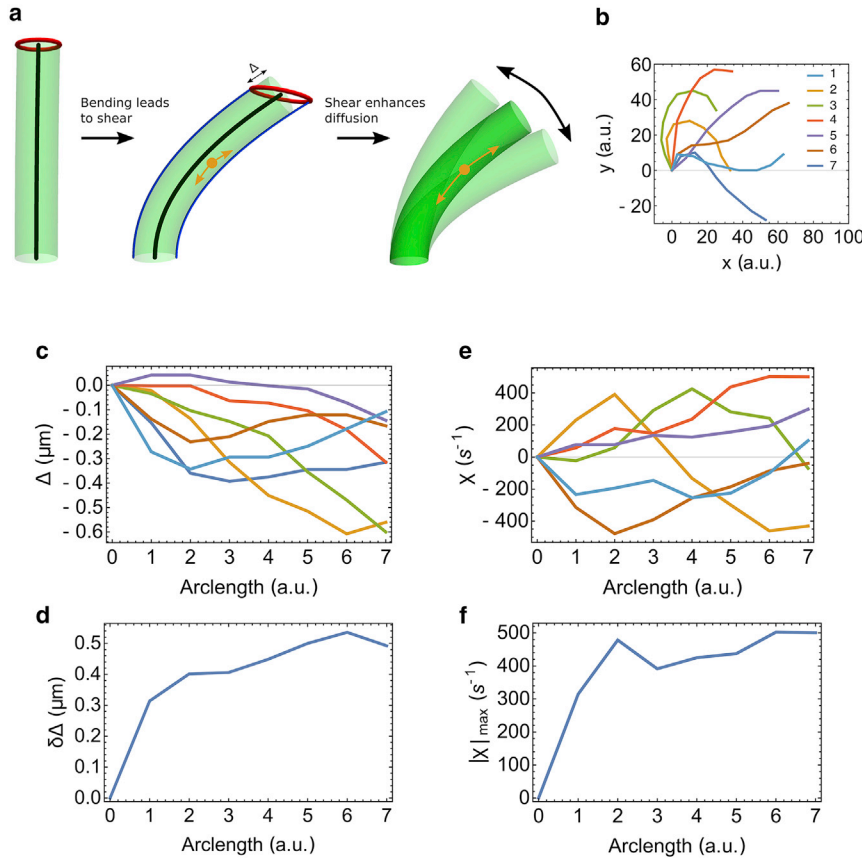 a
Bending leads
to shear
Δ
Shear enhances
diffusion
b
60
40
20
0
- 20
y (a.u.)
0 20 40 60 80 100
x (a.u.)
1
2
3
4
5
6
7
c
0.0
- 0.1
- 0.2
- 0.3
- 0.4
- 0.5
- 0.6
Δ (μm)
0 1 2 3 4 5 6 7
Arclength (a.u.)
e
400
200
0
- 200
- 400
X (s⁻¹)
0 1 2 3 4 5 6 7
Arclength (a.u.)
d
0.5
0.4
0.3
0.2
0.1
0.0
δΔ (μm)
0 1 2 3 4 5 6 7
Arclength (a.u.)
f
500
400
300
200
100
0
|X|max (s⁻¹)
0 1 2 3 4 5 6 7
Arclength (a.u.)